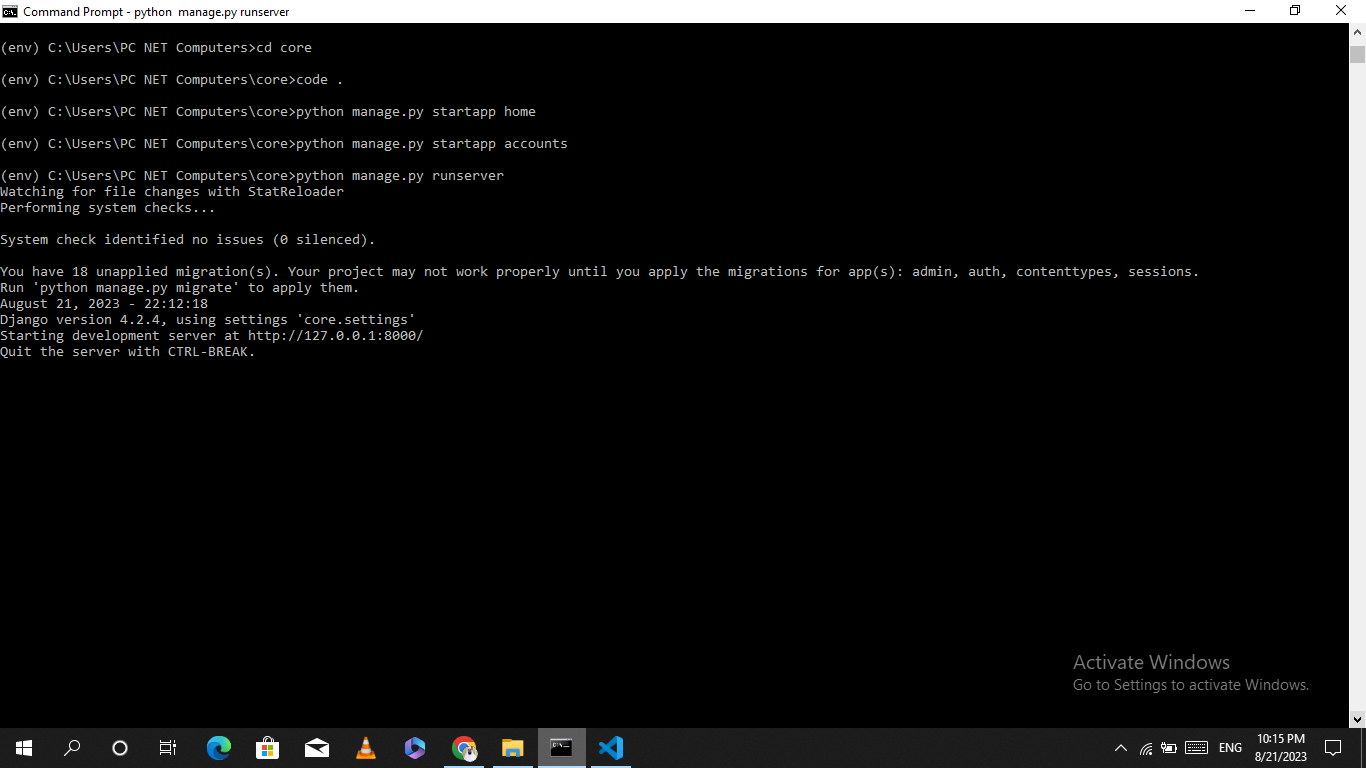 Command Prompt - python  manage.py runserver
(env) C:\Users\PC NET Computers>cd core
(env) C:\Users\PC NET Computers\core>code .
(env) C:\Users\PC NET Computers\core>python manage.py startapp home
(env) C:\Users\PC NET Computers\core>python manage.py startapp accounts
(env) C:\Users\PC NET Computers\core>python manage.py runserver
Watching for file changes with StatReloader
Performing system checks...
System check identified no issues (0 silenced).
You have 18 unapplied migration(s). Your project may not work properly until you apply the migrations for app(s): admin, auth, contenttypes, sessions.
Run 'python manage.py migrate' to apply them.
August 21, 2023 - 22:12:18
Django version 4.2.4, using settings 'core.settings'
Starting development server at http://127.0.0.1:8000/
Quit the server with CTRL-BREAK.
Activate Windows
Go to Settings to activate Windows.
ENG
10:15 PM
8/21/2023